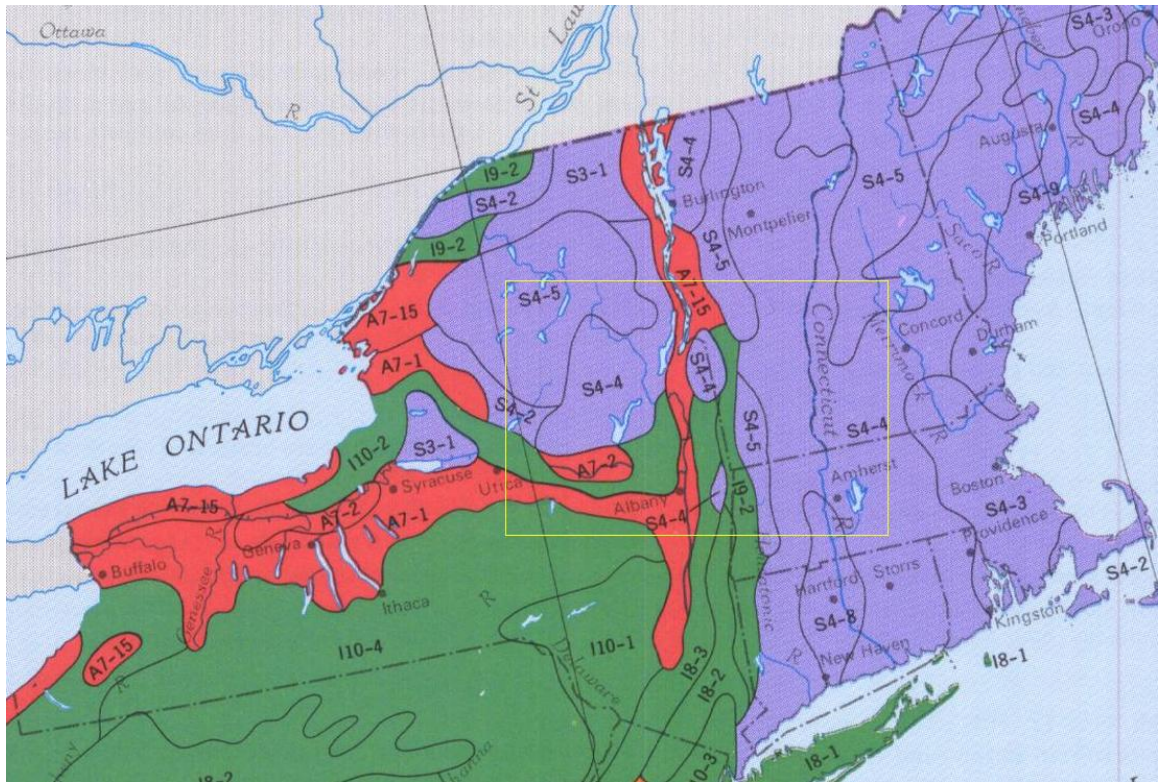 Ottawa
R
St
Law
S4-3
Orono
S4-4
Augusta
R
S4-9
I9-2
S3-1
S4-4
S4-2
Burlington
Montpelier
S4-5
S4-5
Saco R
Portland
I9-2
S4-5
A7-15
A7-15
Connecticut
Concord
Durham
A7-1
S4-4
S4-4
S4-2
LAKE ONTARIO
I10-2
S3-1
S4-5
S4-4
R
A7-2
Syracuse
Utica
Amherst
Boston
A7-15
A7-2
A7-1
Albany
S4-4
I9-2
R
S4-3
Providence
Buffalo
Genessee
R
Geneva
Ithaca
R
Hartford
Storrs
S4-2
Kingston
S4-8
A7-15
I10-4
I10-1
Delaware
I8-3
I8-2
R
New Haven
I8-1
R
I8-2
I8-1